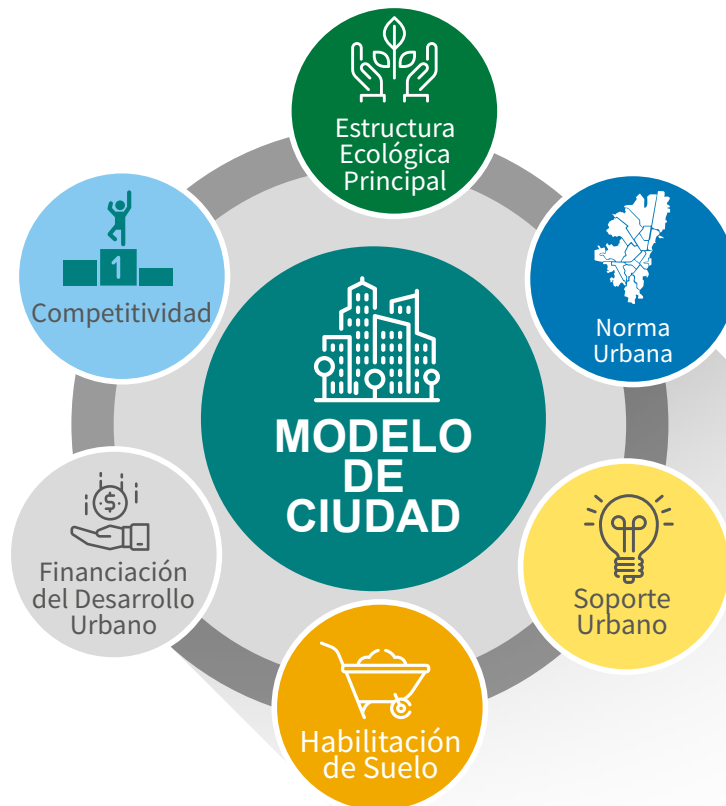 Estructura
Ecológica
Principal
Norma
Urbana
Soporte
Urbano
Habilitación
de Suelo
Financiación
del Desarrollo
Urbano
1
Competitividad
MODELO
DE
CIUDAD
$